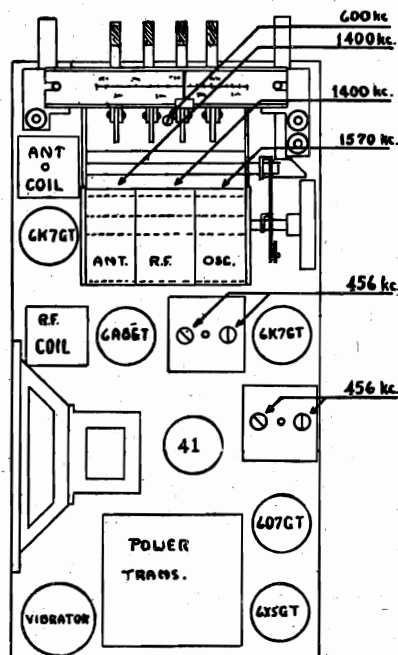 600 kc.
1400 kc.
1400 kc.
1570 kc.
ANT
COIL
6K7GT
ANT. R.F. OSC.
456 kc.
R.F.
COIL
6A8GT
6K7GT
456 kc.
41
6Q7GT
POWER
TRANS.
VIBRATOR
6X5GT